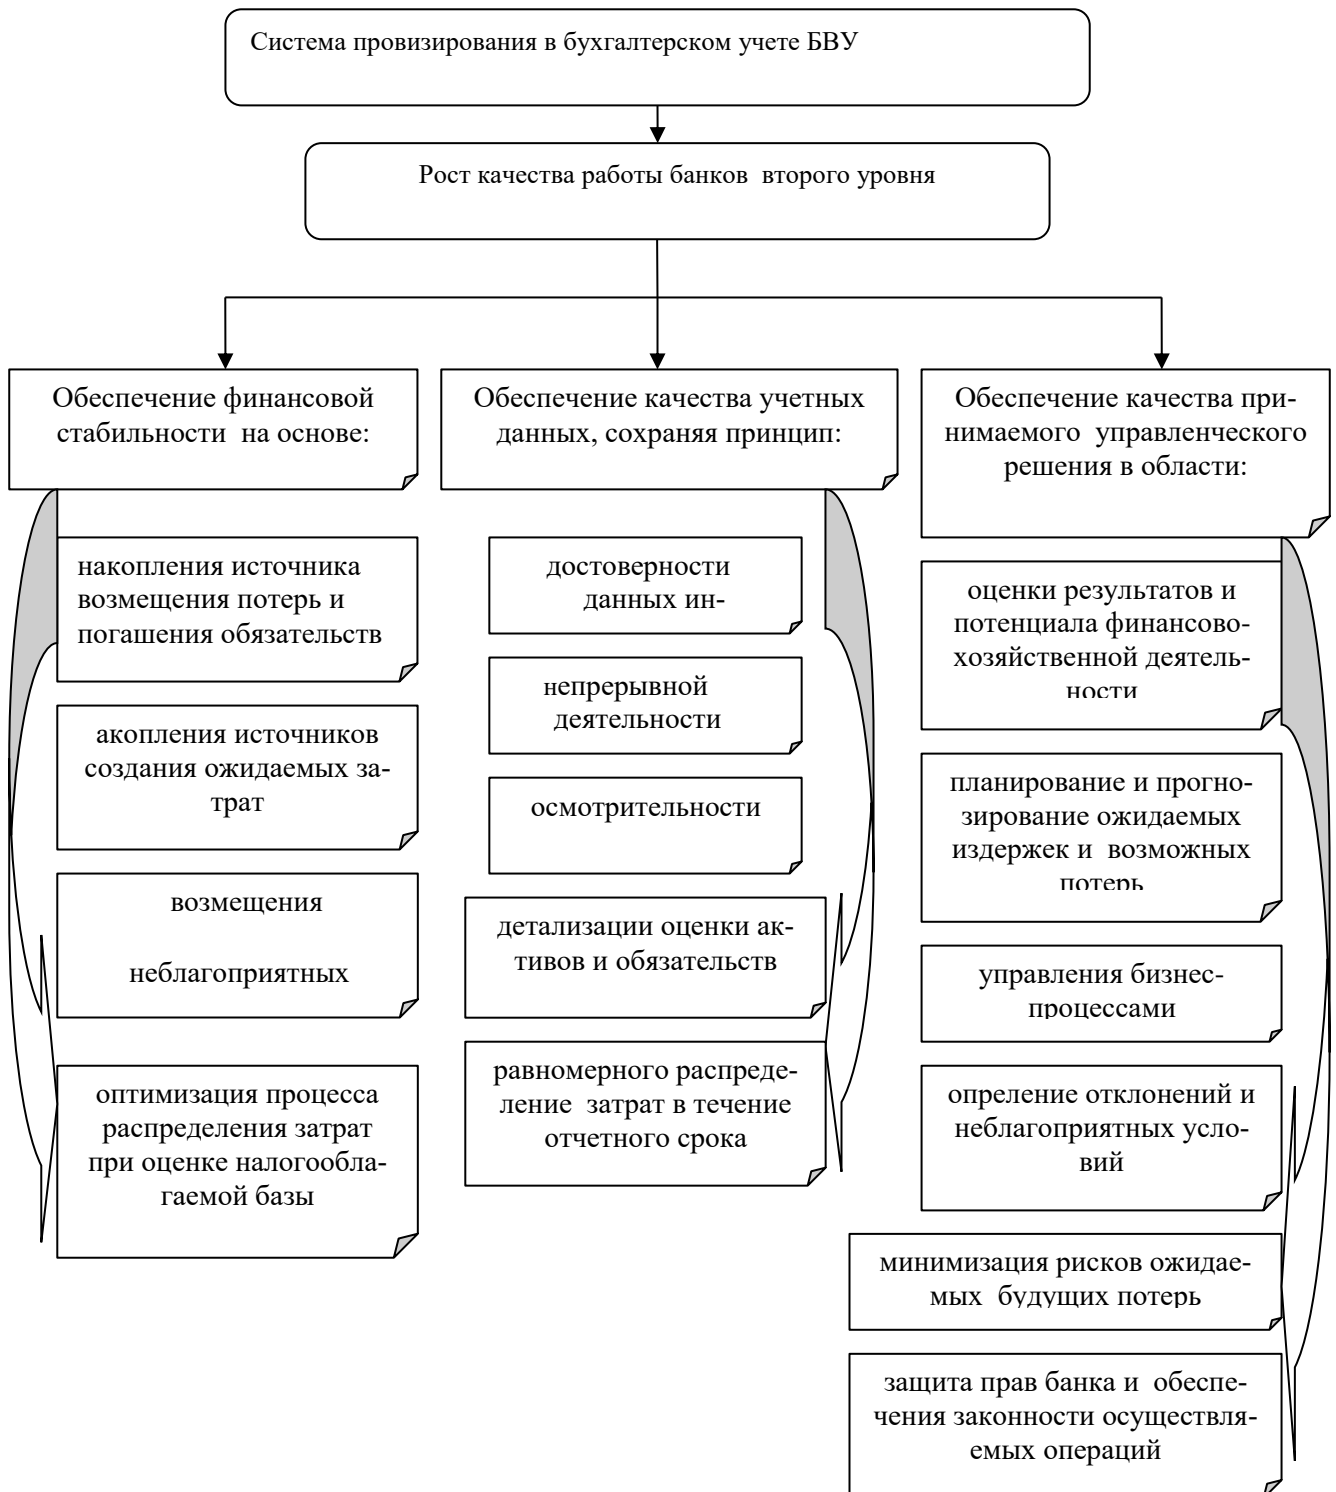 Система провизирования в бухгалтерском учете БВУ
Рост качества работы банков  второго уровня
Обеспечение финансовой
стабильности  на основе:
накопления источника
возмещения потерь и
погашения обязательств
акопления источников
создания ожидаемых за-
трат
возмещения
неблагоприятных
оптимизация процесса
распределения затрат
при оценке налогообла-
гаемой базы
Обеспечение качества учетных
данных, сохраняя принцип:
достоверности
данных ин-
непрерывной
деятельности
осмотрительности
детализации оценки ак-
тивов и обязательств
равномерного распреде-
ление  затрат в течение
отчетного срока
Обеспечение качества при-
нимаемого  управленческого
решения в области:
оценки результатов и
потенциала финансово-
хозяйственной деятель-
ности
планирование и прогно-
зирование ожидаемых
издержек и  возможных
потерь
управления бизнес-
процессами
опреление отклонений и
неблагоприятных усло-
вий
минимизация рисков ожидае-
мых  будущих потерь
защита прав банка и  обеспе-
чения законности осуществля-
емых операций